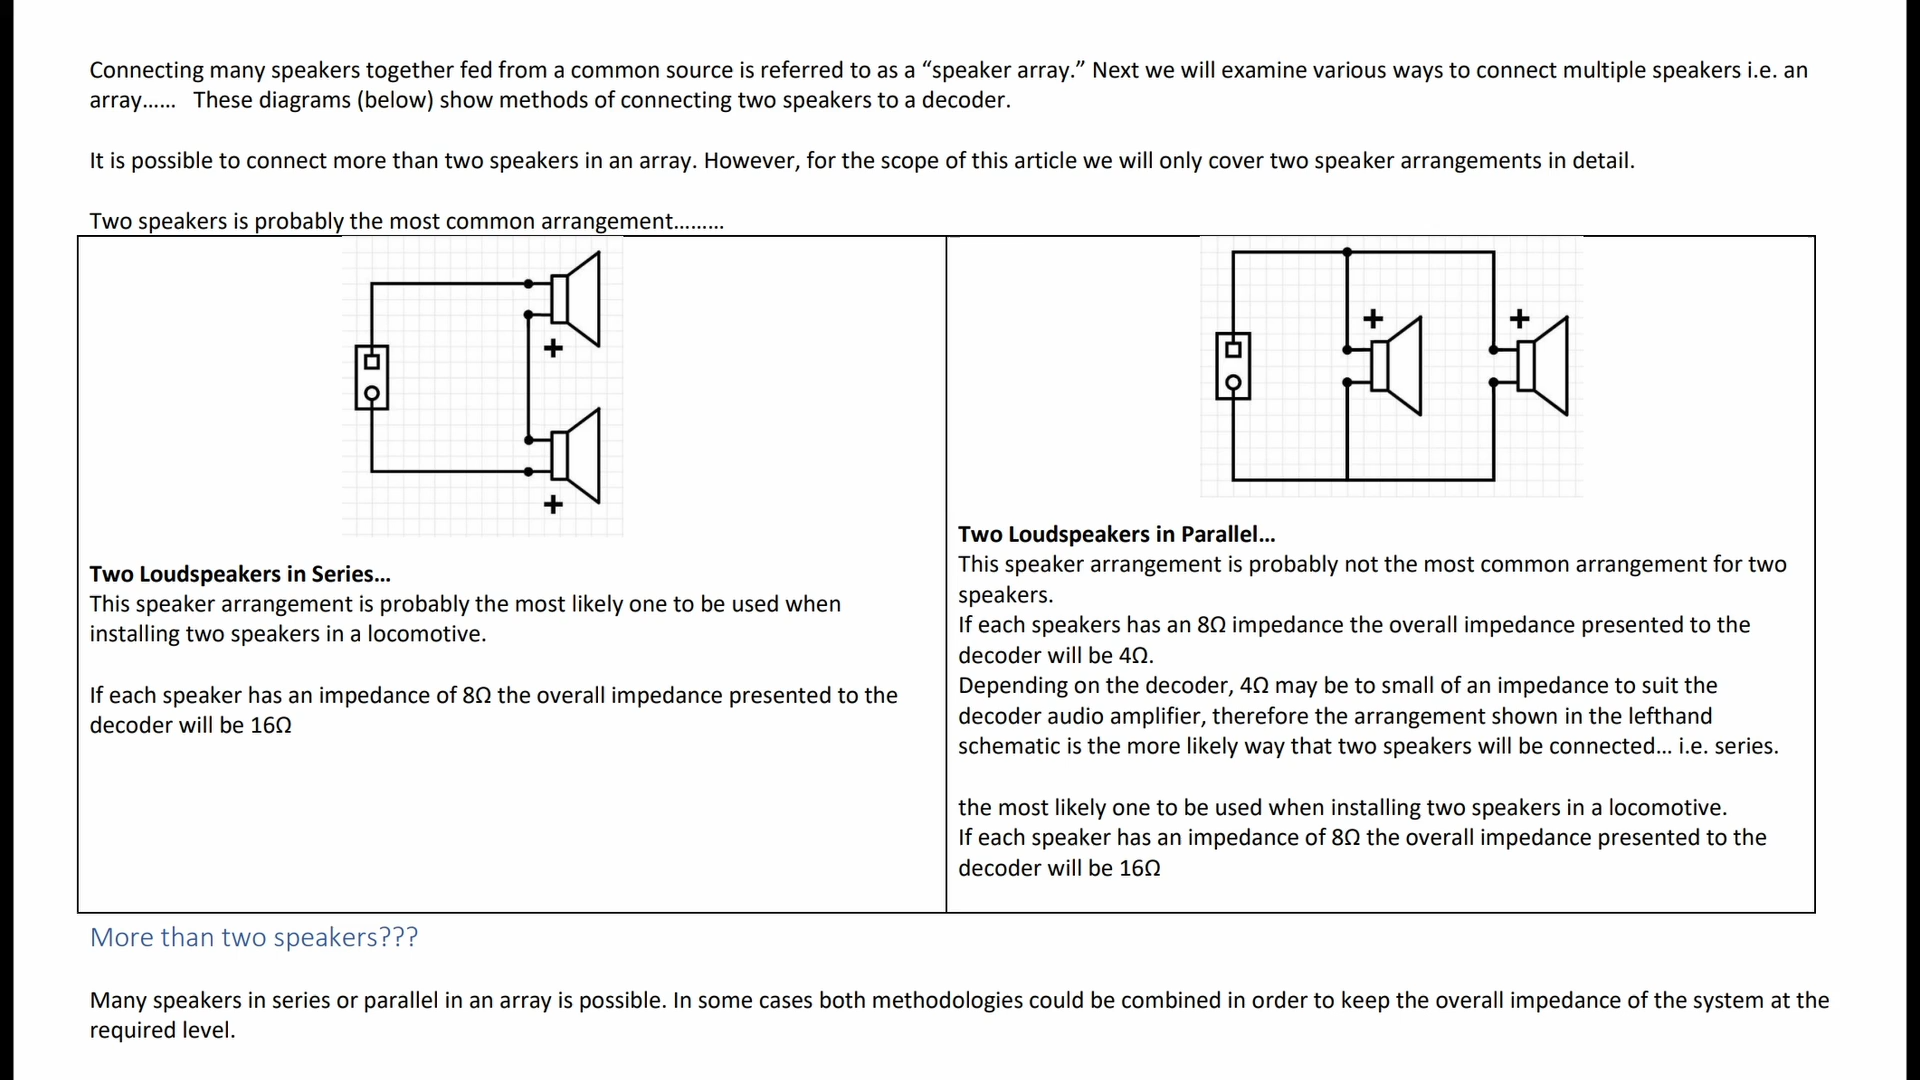 Connecting many speakers together fed from a common source is referred to as a “speaker array.” Next we will examine various ways to connect multiple speakers i.e. an
array……   These diagrams (below) show methods of connecting two speakers to a decoder.
It is possible to connect more than two speakers in an array. However, for the scope of this article we will only cover two speaker arrangements in detail.
Two speakers is probably the most common arrangement………
+
+
Two Loudspeakers in Series…
This speaker arrangement is probably the most likely one to be used when
installing two speakers in a locomotive.
If each speaker has an impedance of 8Ω the overall impedance presented to the
decoder will be 16Ω
+ +
Two Loudspeakers in Parallel…
This speaker arrangement is probably not the most common arrangement for two
speakers.
If each speakers has an 8Ω impedance the overall impedance presented to the
decoder will be 4Ω.
Depending on the decoder, 4Ω may be to small of an impedance to suit the
decoder audio amplifier, therefore the arrangement shown in the lefthand
schematic is the more likely way that two speakers will be connected… i.e. series.
the most likely one to be used when installing two speakers in a locomotive.
If each speaker has an impedance of 8Ω the overall impedance presented to the
decoder will be 16Ω
More than two speakers???
Many speakers in series or parallel in an array is possible. In some cases both methodologies could be combined in order to keep the overall impedance of the system at the
required level.